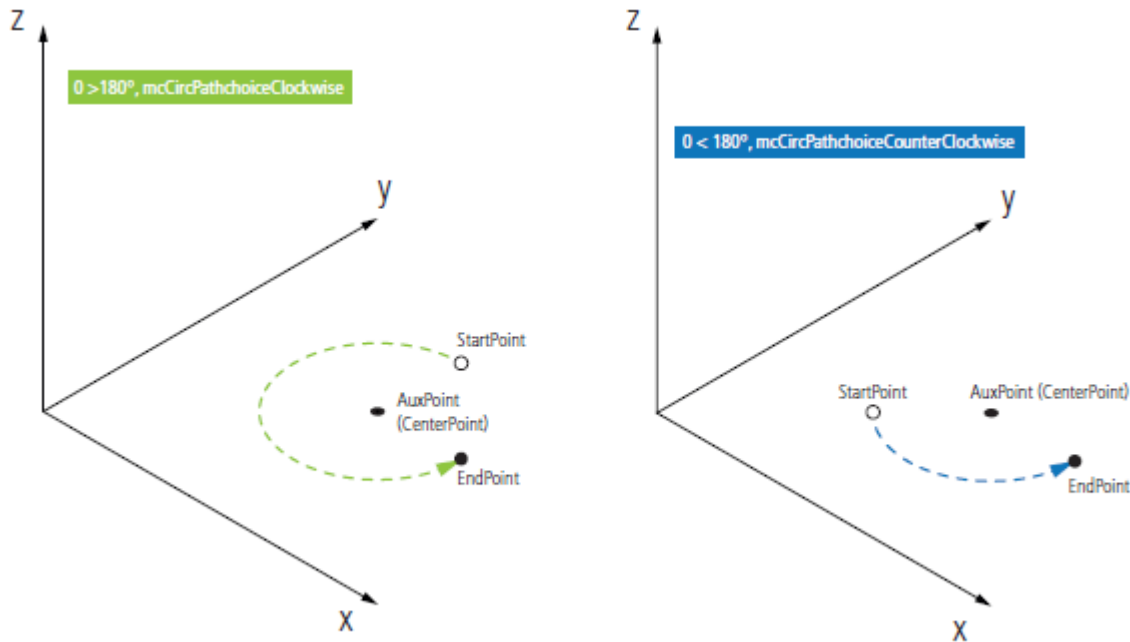 z
0 >180º, mcCircPathchoiceClockwise
y
StartPoint
AuxPoint
(CenterPoint)
EndPoint
x
z
0 < 180º, mcCircPathchoiceCounterClockwise
y
StartPoint
AuxPoint (CenterPoint)
EndPoint
x